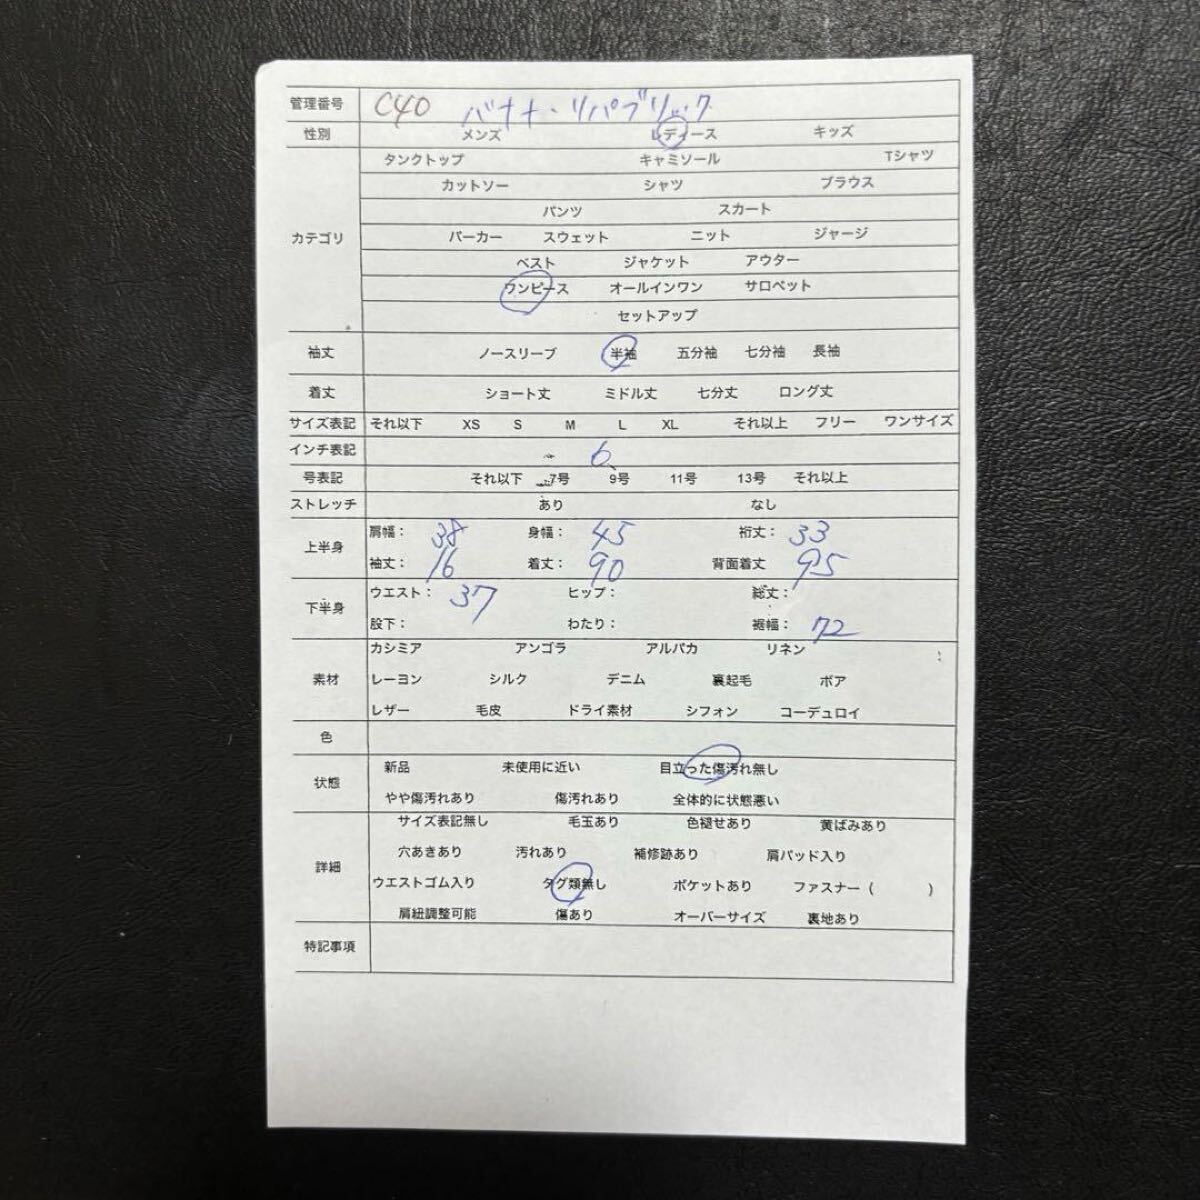 管理番号 C40 バナナ・リパブリック
性別 メンズ レディース キッズ
タンクトップ キャミソール Tシャツ
カットソー シャツ ブラウス
パンツ スカート
カテゴリ パーカー スウェット ニット ジャージ
ベスト ジャケット アウター
ワンピース オールインワン サロペット
セットアップ
袖丈 ノースリーブ 半袖 五分袖 七分袖 長袖
着丈 ショート丈 ミドル丈 七分丈 ロング丈
サイズ表記 それ以下 XS S M L XL それ以上 フリー ワンサイズ
インチ表記 6
号表記 それ以下 7号 9号 11号 13号 それ以上
ストレッチ あり なし
上半身 肩幅: 38 身幅: 45 裄丈: 33
袖丈: 16 着丈: 90 背面着丈 95
下半身 ウエスト: 37 ヒップ: 総丈:
股下: わたり: 裾幅: 72
カシミア アンゴラ アルパカ リネン
素材 レーヨン シルク デニム 裏起毛 ボア
レザー 毛皮 ドライ素材 シフォン コーデュロイ
色
状態 新品 未使用に近い 目立った傷汚れ無し
やや傷汚れあり 傷汚れあり 全体的に状態悪い
サイズ表記無し 毛玉あり 色褪せあり 黄ばみあり
詳細 穴あきあり 汚れあり 補修跡あり 肩パッド入り
ウエストゴム入り タグ類無し ポケットあり ファスナー ( )
肩紐調整可能 傷あり オーバーサイズ 裏地あり
特記事項